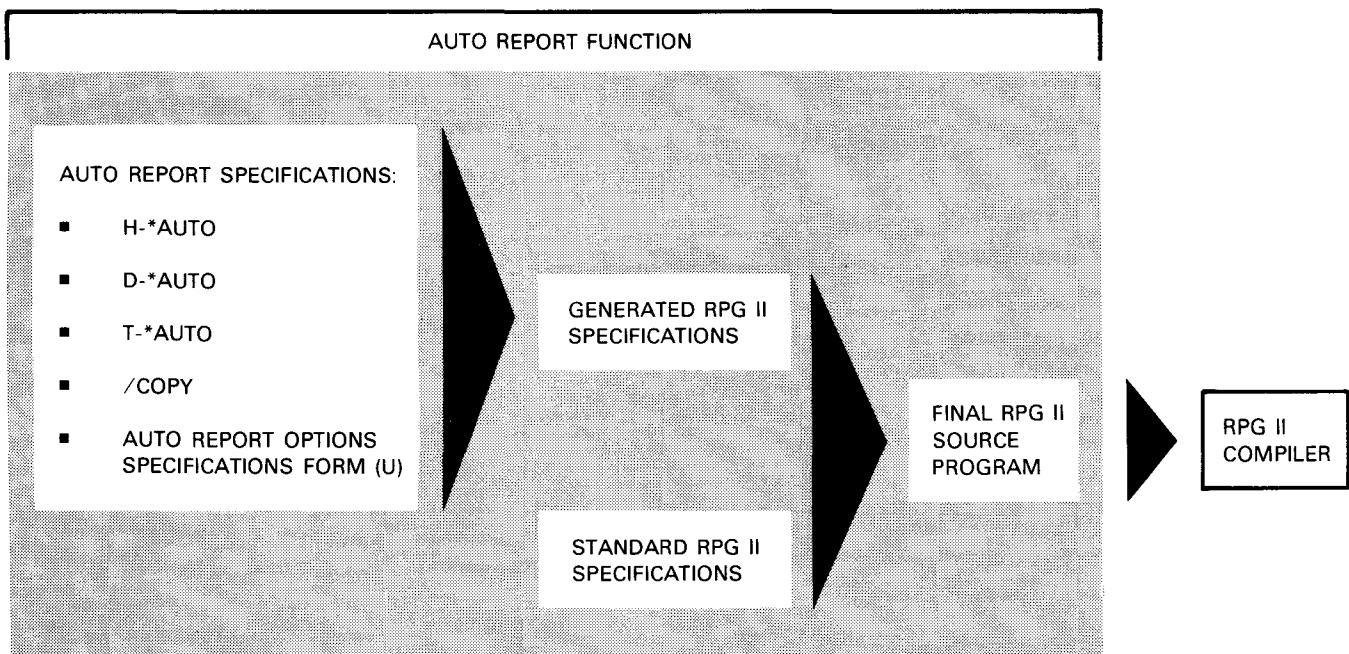 AUTO REPORT FUNCTION
AUTO REPORT SPECIFICATIONS:
■ H-*AUTO
■ D-*AUTO
■ T-*AUTO
■ /COPY
■ AUTO REPORT OPTIONS
SPECIFICATIONS FORM (U)
GENERATED RPG II
SPECIFICATIONS
STANDARD RPG II
SPECIFICATIONS
FINAL RPG II
SOURCE
PROGRAM
RPG II
COMPILER